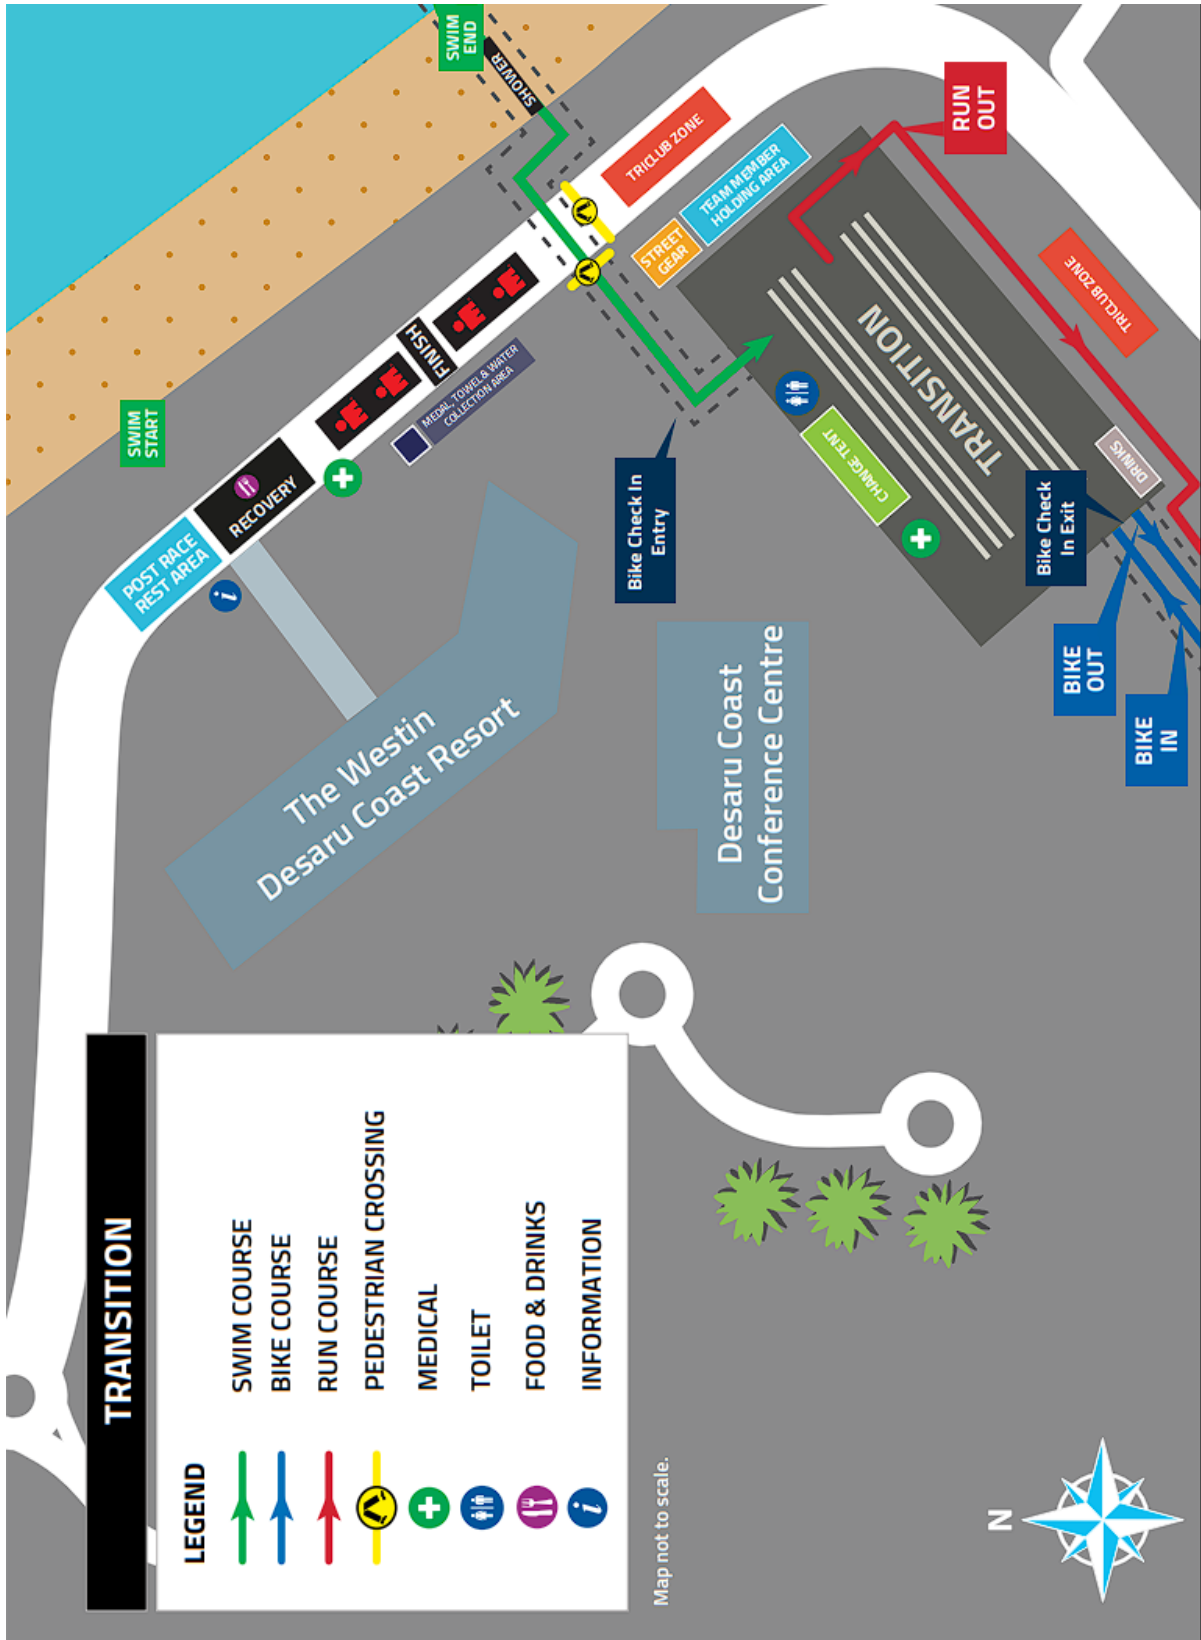 TRANSITION
LEGEND
SWIM COURSE
BIKE COURSE
RUN COURSE
PEDESTRIAN CROSSING
MEDICAL
TOILET
FOOD & DRINKS
i
INFORMATION
Map not to scale.
N
POST RACE
REST AREA
i
RECOVERY
SWIM
START
FINISH
MEDAL, TOWEL & WATER
COLLECTION AREA
SWIM
END
SHOWER
TRICLUB ZONE
STREET
GEAR
TEAM MEMBER
HOLDING AREA
RUN
OUT
TRICLUB ZONE
TRANSITION
CHANGE TENT
DRINKS
Bike Check In
Entry
Bike Check
In Exit
BIKE
OUT
BIKE
IN
The Westin
Desaru Coast Resort
Desaru Coast
Conference Centre